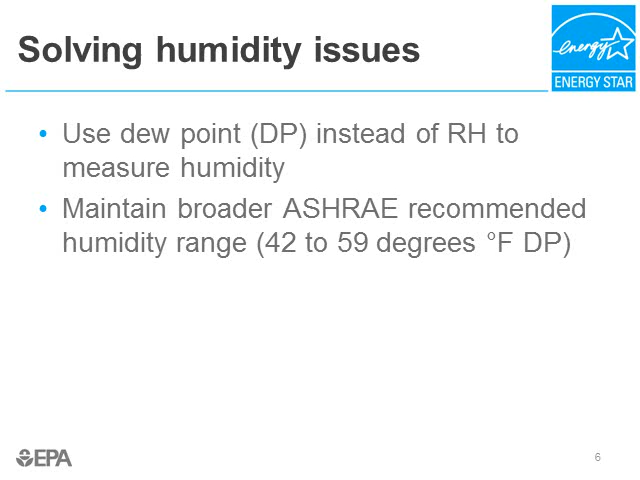 Solving humidity issues
energy
ENERGY STAR
• Use dew point (DP) instead of RH to
measure humidity
• Maintain broader ASHRAE recommended
humidity range (42 to 59 degrees °F DP)
EPA
6